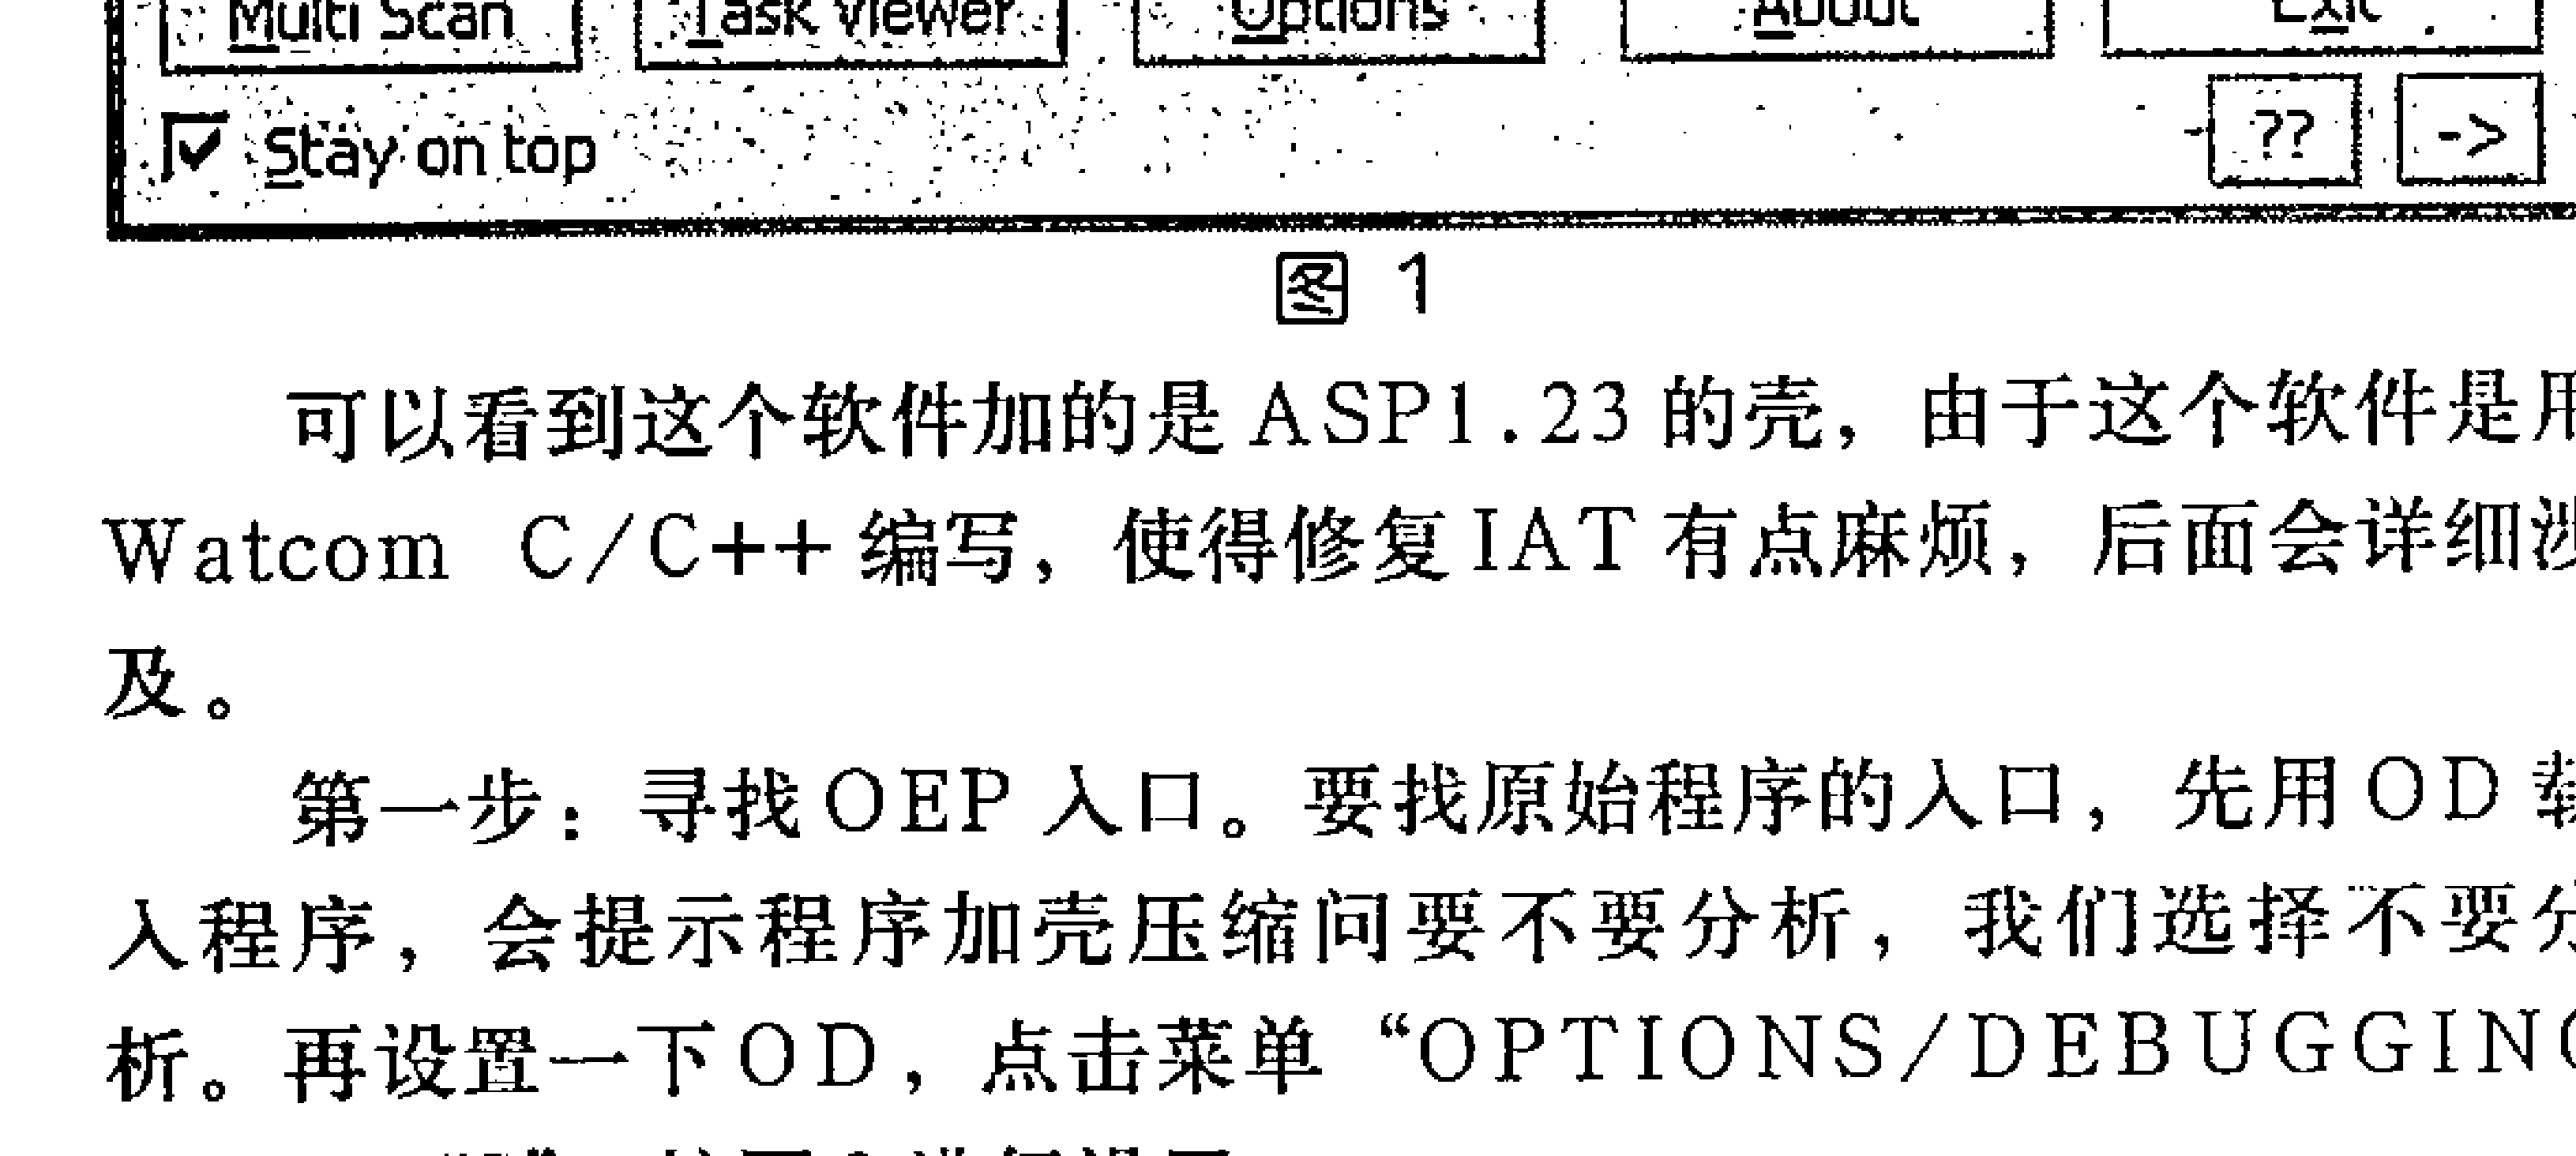 Multi Scan Task Viewer Options About Exit
Stay on top ?? ->
图 1
可以看到这个软件加的是 ASP1.23 的壳，由于这个软件是用
Watcom C/C++ 编写，使得修复 IAT 有点麻烦，后面会详细涉
及。
第一步：寻找 OEP 入口。要找原始程序的入口，先用 OD 载
入程序，会提示程序加壳压缩问要不要分析，我们选择不要分
析。再设置一下 OD，点击菜单“OPTIONS/DEBUGGING